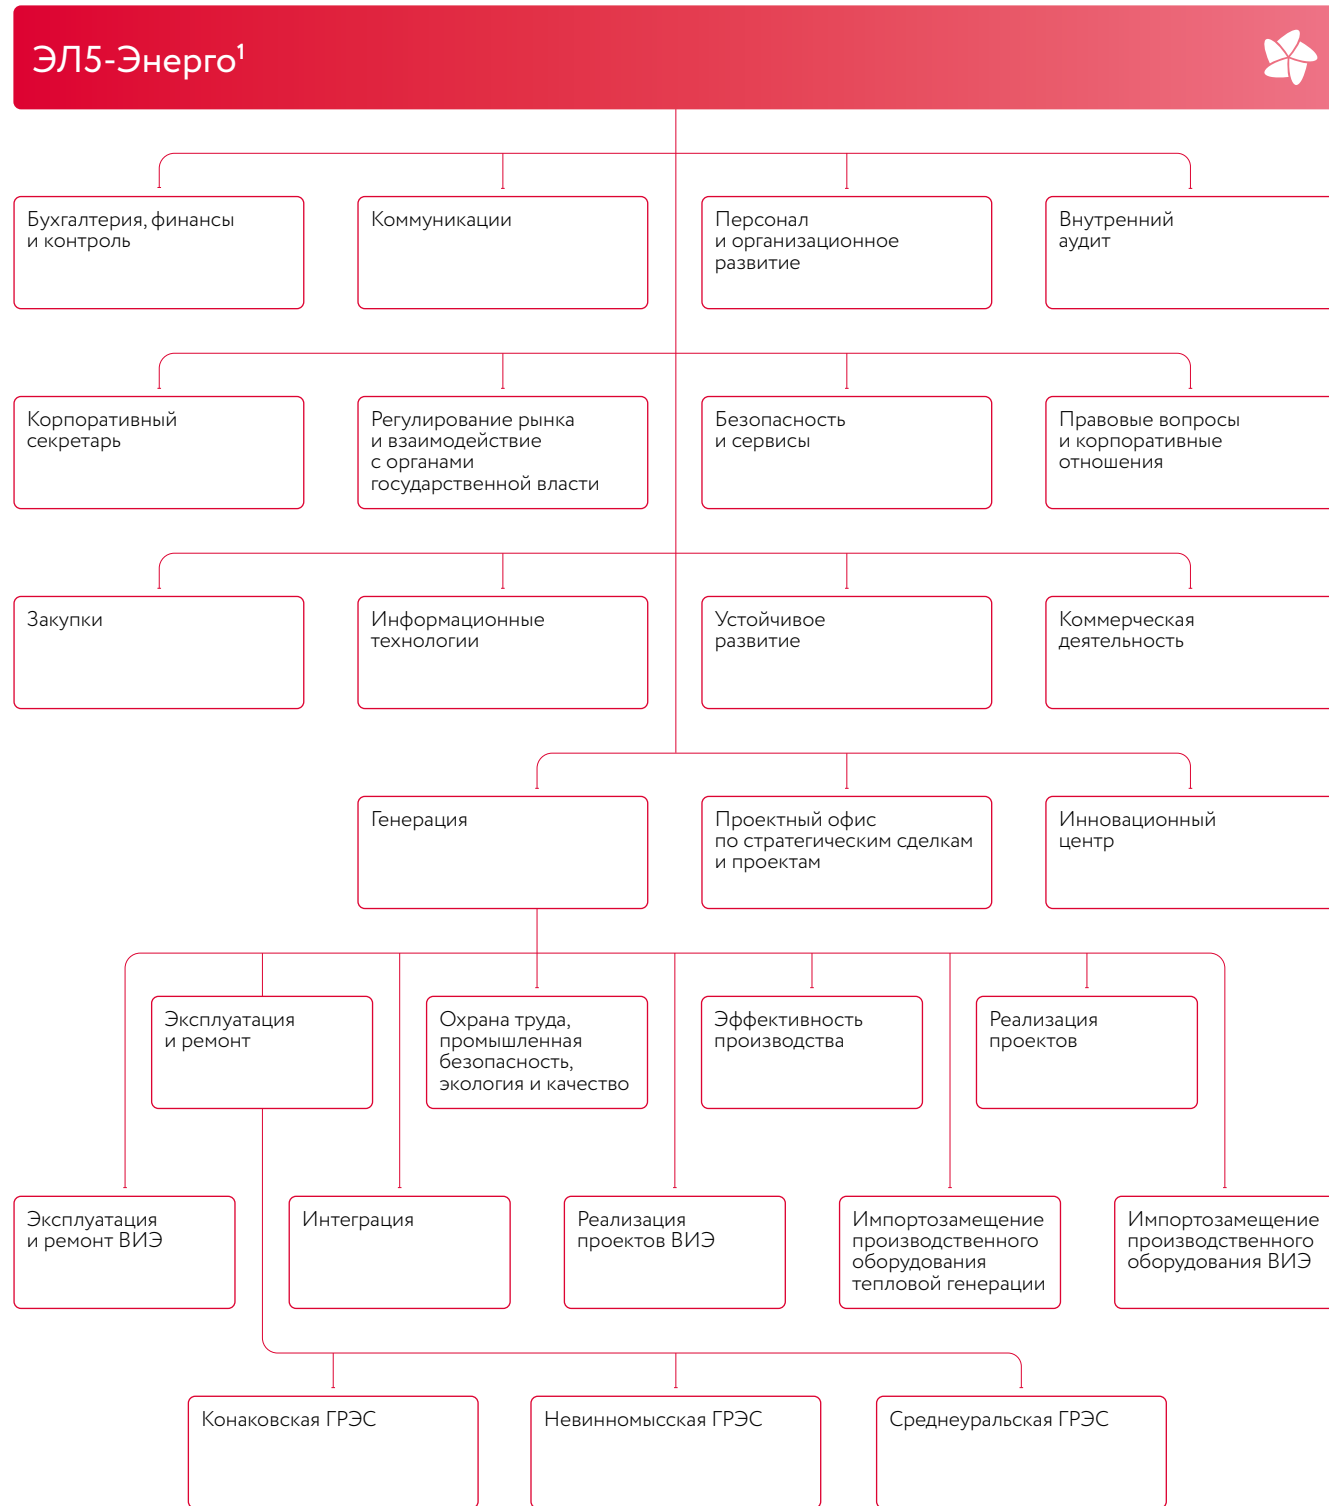 ЭЛ5-Энерго¹
Бухгалтерия, финансы
и контроль
Коммуникации
Персонал
и организационное
развитие
Внутренний
аудит
Корпоративный
секретарь
Регулирование рынка
и взаимодействие
с органами
государственной власти
Безопасность
и сервисы
Правовые вопросы
и корпоративные
отношения
Закупки
Информационные
технологии
Устойчивое
развитие
Коммерческая
деятельность
Генерация
Проектный офис
по стратегическим сделкам
и проектам
Инновационный
центр
Эксплуатация
и ремонт
Охрана труда,
промышленная
безопасность,
экология и качество
Эффективность
производства
Реализация
проектов
Эксплуатация
и ремонт ВИЭ
Интеграция
Реализация
проектов ВИЭ
Импортозамещение
производственного
оборудования
тепловой генерации
Импортозамещение
производственного
оборудования ВИЭ
Конаковская ГРЭС
Невинномысская ГРЭС
Среднеуральская ГРЭС